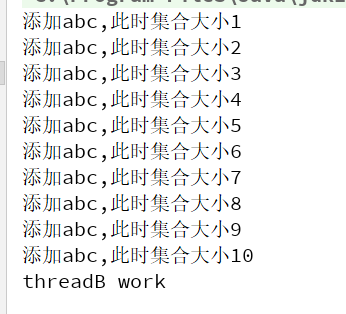 添加abc,此时集合大小1
添加abc,此时集合大小2
添加abc,此时集合大小3
添加abc,此时集合大小4
添加abc,此时集合大小5
添加abc,此时集合大小6
添加abc,此时集合大小7
添加abc,此时集合大小8
添加abc,此时集合大小9
添加abc,此时集合大小10
threadB work